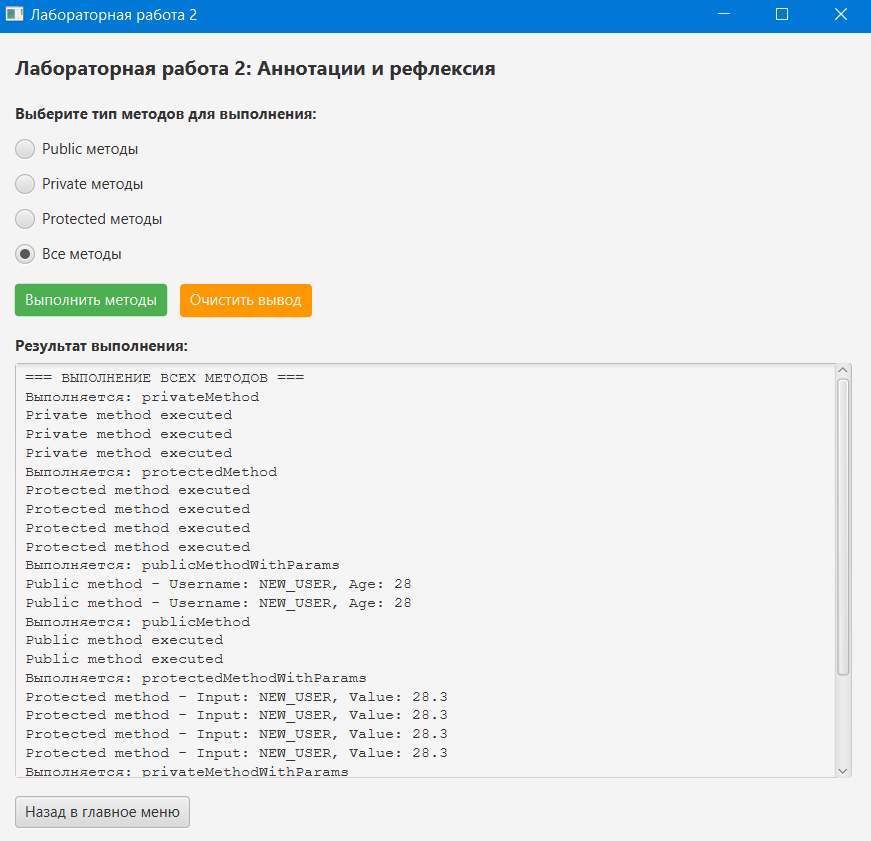 Лабораторная работа 2
Лабораторная работа 2: Аннотации и рефлексия
Выберите тип методов для выполнения:
Public методы
Private методы
Protected методы
Все методы
Выполнить методы Очистить вывод
Результат выполнения:
=== ВЫПОЛНЕНИЕ ВСЕХ МЕТОДОВ ===
Выполняется: privateMethod
Private method executed
Private method executed
Private method executed
Выполняется: protectedMethod
Protected method executed
Protected method executed
Protected method executed
Protected method executed
Выполняется: publicMethodWithParams
Public method - Username: NEW_USER, Age: 28
Public method - Username: NEW_USER, Age: 28
Выполняется: publicMethod
Public method executed
Public method executed
Выполняется: protectedMethodWithParams
Protected method - Input: NEW_USER, Value: 28.3
Protected method - Input: NEW_USER, Value: 28.3
Protected method - Input: NEW_USER, Value: 28.3
Protected method - Input: NEW_USER, Value: 28.3
Выполняется: privateMethodWithParams
Назад в главное меню